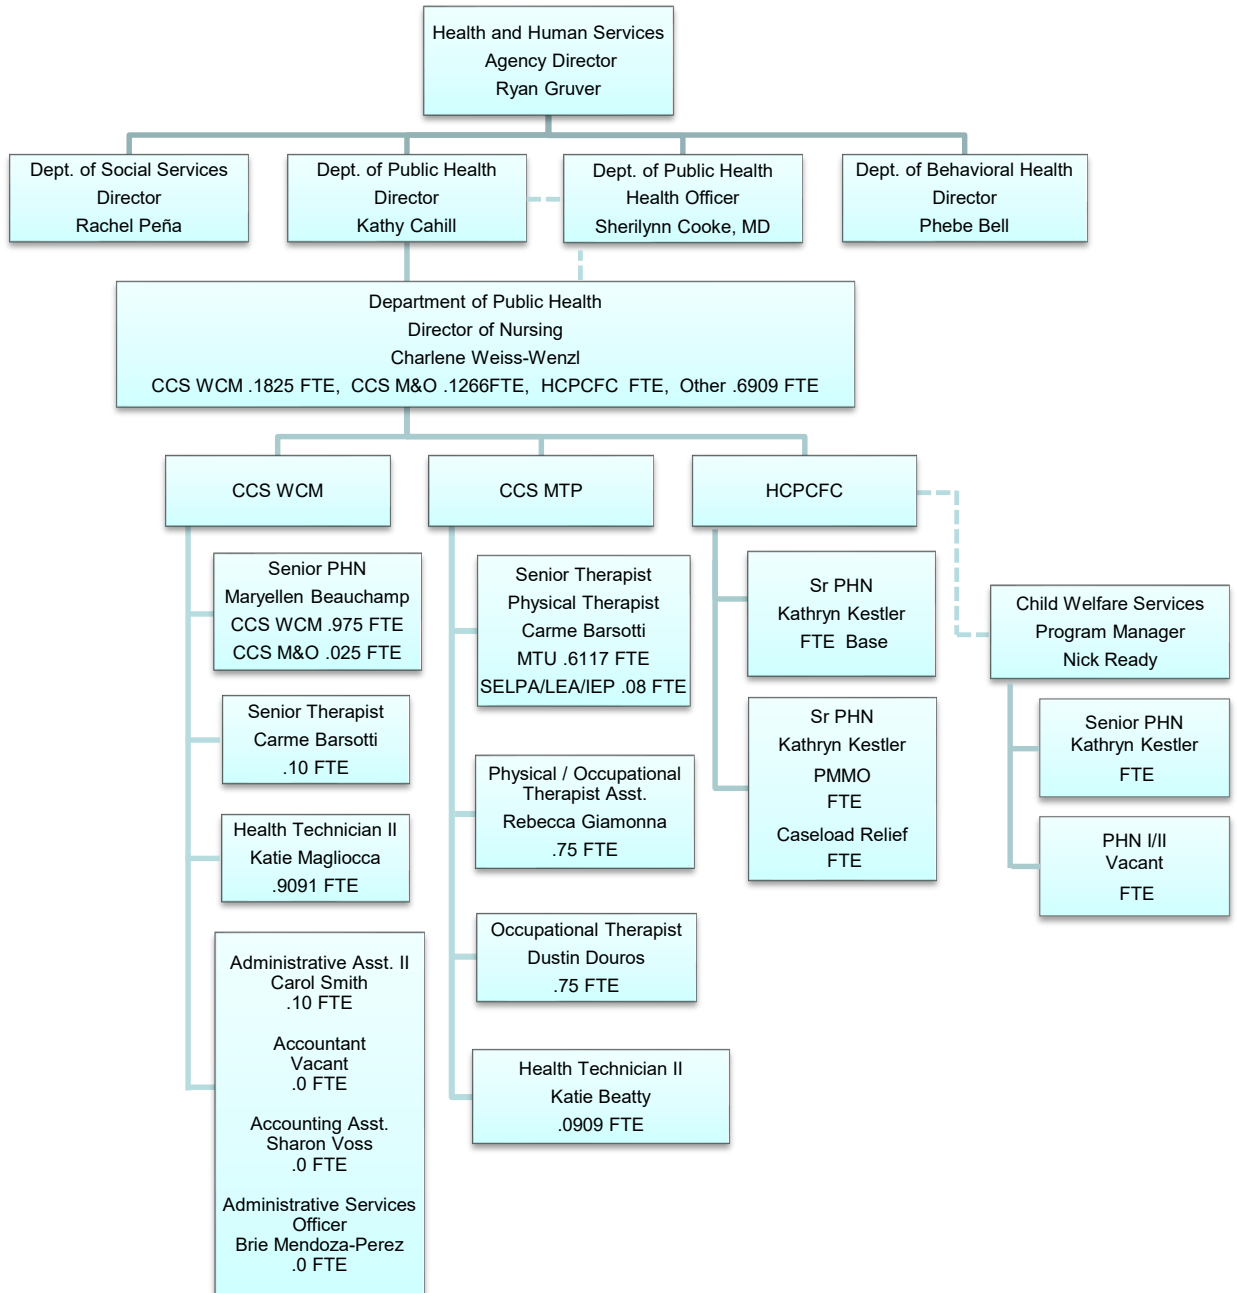 Health and Human Services
Agency Director
Ryan Gruver
Dept. of Social Services
Director
Rachel Peña
Dept. of Public Health
Director
Kathy Cahill
Dept. of Public Health
Health Officer
Sherilynn Cooke, MD
Dept. of Behavioral Health
Director
Phebe Bell
Department of Public Health
Director of Nursing
Charlene Weiss-Wenzl
CCS WCM .1825 FTE, CCS M&O .1266FTE, HCPCFC FTE, Other .6909 FTE
CCS WCM
CCS MTP
HCPCFC
Senior PHN
Maryellen Beauchamp
CCS WCM .975 FTE
CCS M&O .025 FTE
Senior Therapist
Carme Barsotti
.10 FTE
Health Technician II
Katie Magliocca
.9091 FTE
Administrative Asst. II
Carol Smith
.10 FTE
Accountant
Vacant
.0 FTE
Accounting Asst.
Sharon Voss
.0 FTE
Administrative Services
Officer
Brie Mendoza-Perez
.0 FTE
Senior Therapist
Physical Therapist
Carme Barsotti
MTU .6117 FTE
SELPA/LEA/IEP .08 FTE
Physical / Occupational
Therapist Asst.
Rebecca Giamonna
.75 FTE
Occupational Therapist
Dustin Douros
.75 FTE
Health Technician II
Katie Beatty
.0909 FTE
Sr PHN
Kathryn Kestler
FTE Base
Sr PHN
Kathryn Kestler
PMMO
FTE
Caseload Relief
FTE
Child Welfare Services
Program Manager
Nick Ready
Senior PHN
Kathryn Kestler
FTE
PHN I/II
Vacant
FTE